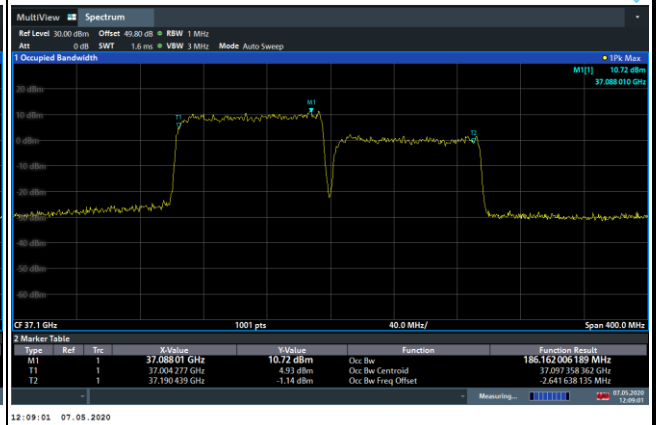 MultiView Spectrum
Ref Level 30.00 dBm Offset 49.80 dB RBW 1 MHz
Att 0 dB SWT 1.6 ms VBW 3 MHz Mode Auto Sweep
1 Occupied Bandwidth 1Pk Max
M1[1] 10.72 dBm
37.088 010 GHz
20 dBm
M1
10 dBm
T1
T2
0 dBm
-10 dBm
-20 dBm
-30 dBm
-40 dBm
-50 dBm
-60 dBm
CF 37.1 GHz 1001 pts 40.0 MHz/ Span 400.0 MHz
2 Marker Table
Type Ref Trc X-Value Y-Value Function Function Result
M1 1 37.088 01 GHz 10.72 dBm Occ Bw 186.162 006 189 MHz
T1 1 37.004 277 GHz 4.93 dBm Occ Bw Centroid 37.097 358 362 GHz
T2 1 37.190 439 GHz -1.14 dBm Occ Bw Freq Offset -2.641 638 135 MHz
Measuring... 07.05.2020
12:09:01
12:09:01 07.05.2020